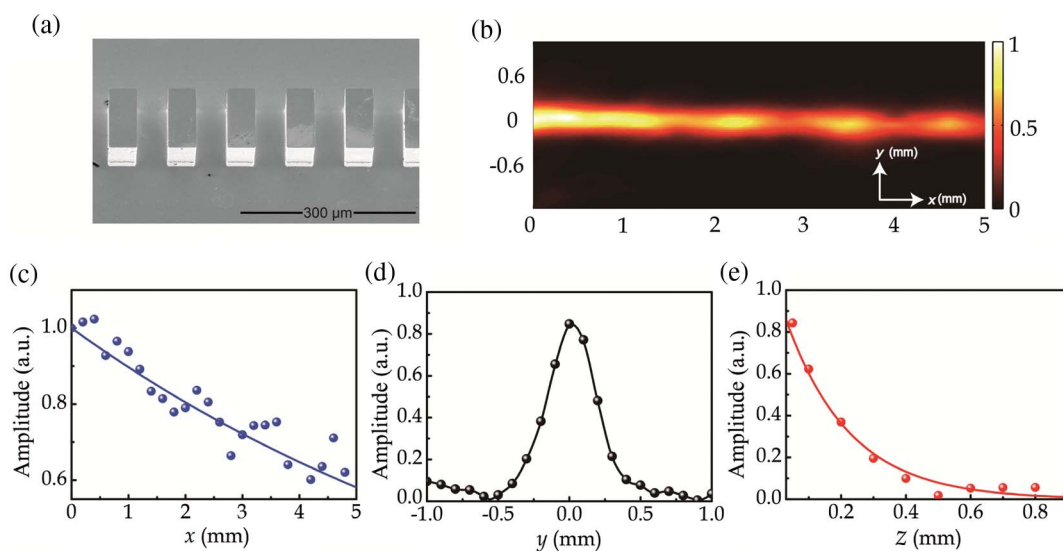 (a)
300 μm
(b)
0.6
0
-0.6
y (mm)
x (mm)
0 1 2 3 4 5
1
0.5
0
(c)
Amplitude (a.u.)
1.0
0.8
0.6
0 1 2 3 4 5
x (mm)
(d)
Amplitude (a.u.)
1.0
0.8
0.6
0.4
0.2
0.0
-1.0 -0.5 0.0 0.5 1.0
y (mm)
(e)
Amplitude (a.u.)
1.0
0.8
0.6
0.4
0.2
0.0
0.2 0.4 0.6 0.8
z (mm)